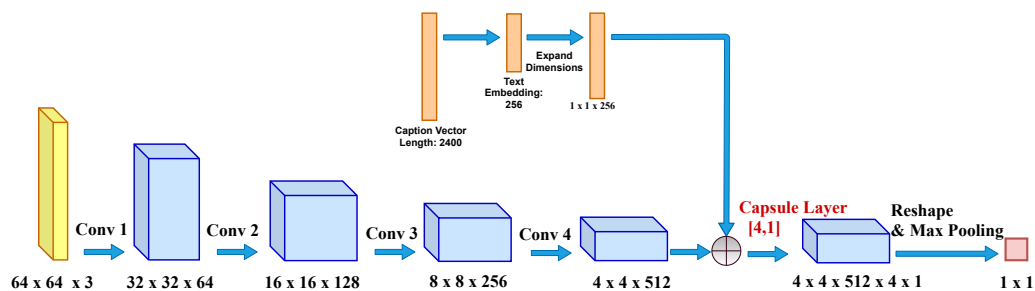 Caption Vector
Length: 2400
Text
Embedding:
256
Expand
Dimensions
1 x 1 x 256
64 x 64 x 3
Conv 1
32 x 32 x 64
Conv 2
16 x 16 x 128
Conv 3
8 x 8 x 256
Conv 4
4 x 4 x 512
Capsule Layer
[4,1]
4 x 4 x 512 x 4 x 1
Reshape
& Max Pooling
1 x 1